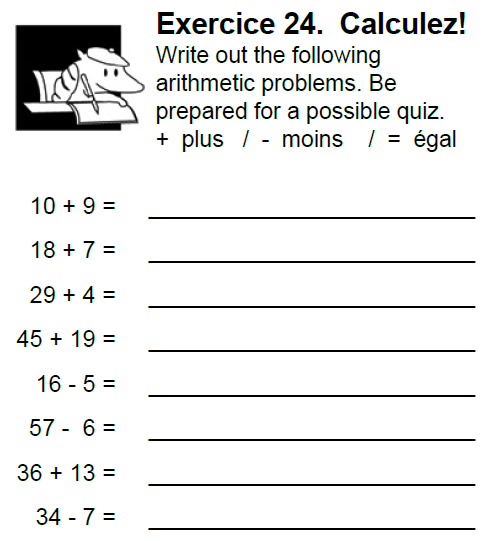 Exercice 24.  Calculez!
Write out the following
arithmetic problems. Be
prepared for a possible quiz.
+  plus   /  -  moins    /  =  égal
10 + 9 =
18 + 7 =
29 + 4 =
45 + 19 =
16 - 5 =
57 -  6 =
36 + 13 =
34 - 7 =